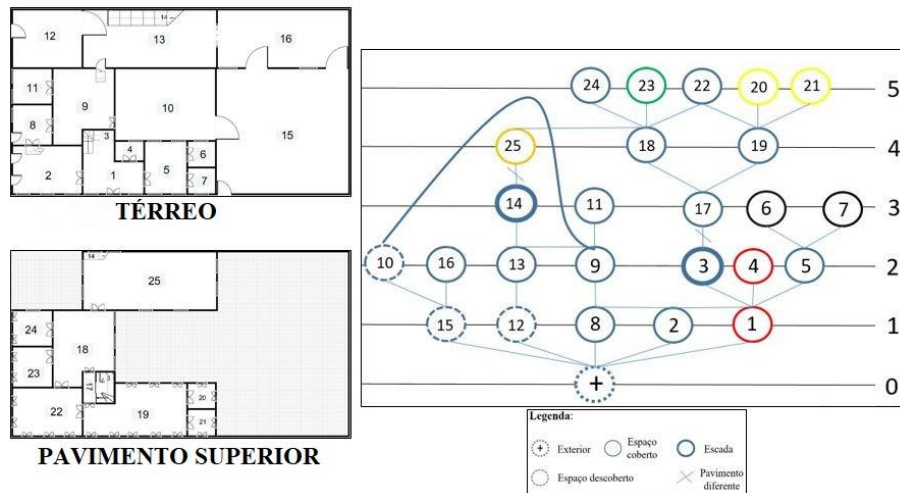 14
12 13 16
11 9 10
8 15
3
4 6
2 1 5 7
TÉRREO
14
25
24 18
23 17 3
20
22 19 21
PAVIMENTO SUPERIOR
24 23 22 20 21 5
25 18 19 4
14 11 17 6 7 3
10 16 13 9 3 4 5 2
15 12 8 2 1 1
+ 0
Legenda:
+ Exterior Espaço coberto Escada
Espaço descoberto Pavimento diferente